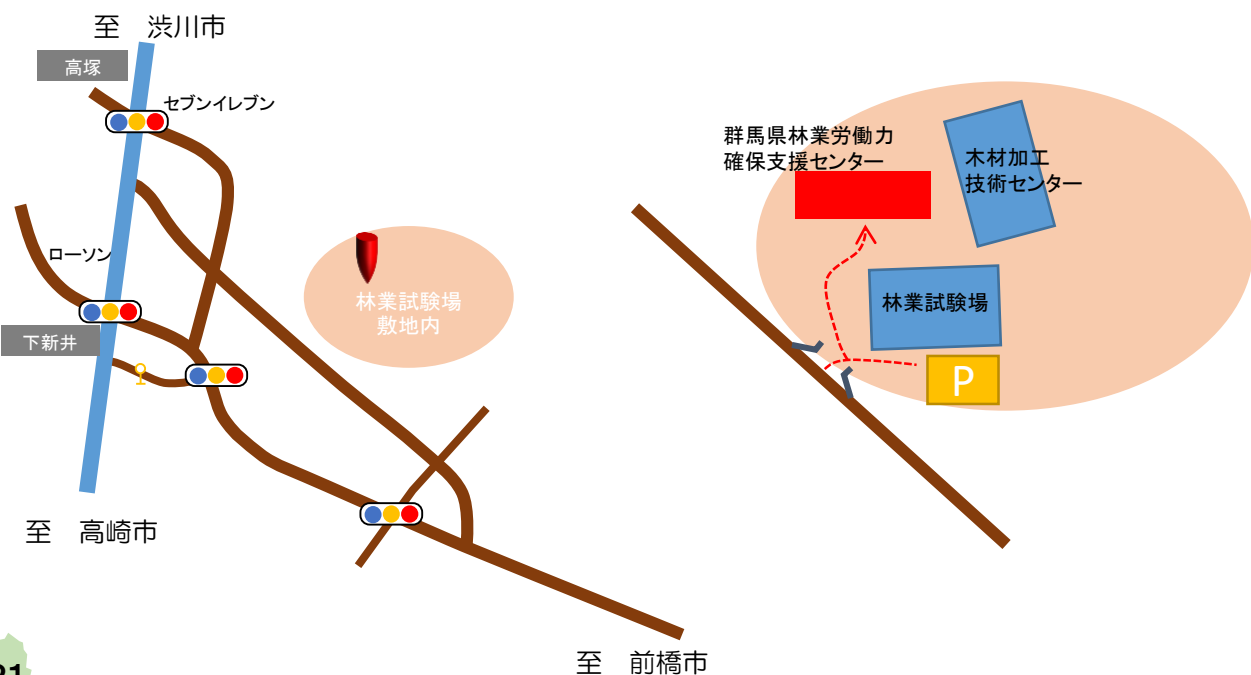 至　渋川市
高塚
セブンイレブン
ローソン
下新井
林業試験場
敷地内
至　高崎市
至　前橋市
群馬県林業労働力
確保支援センター
木材加工
技術センター
林業試験場
P